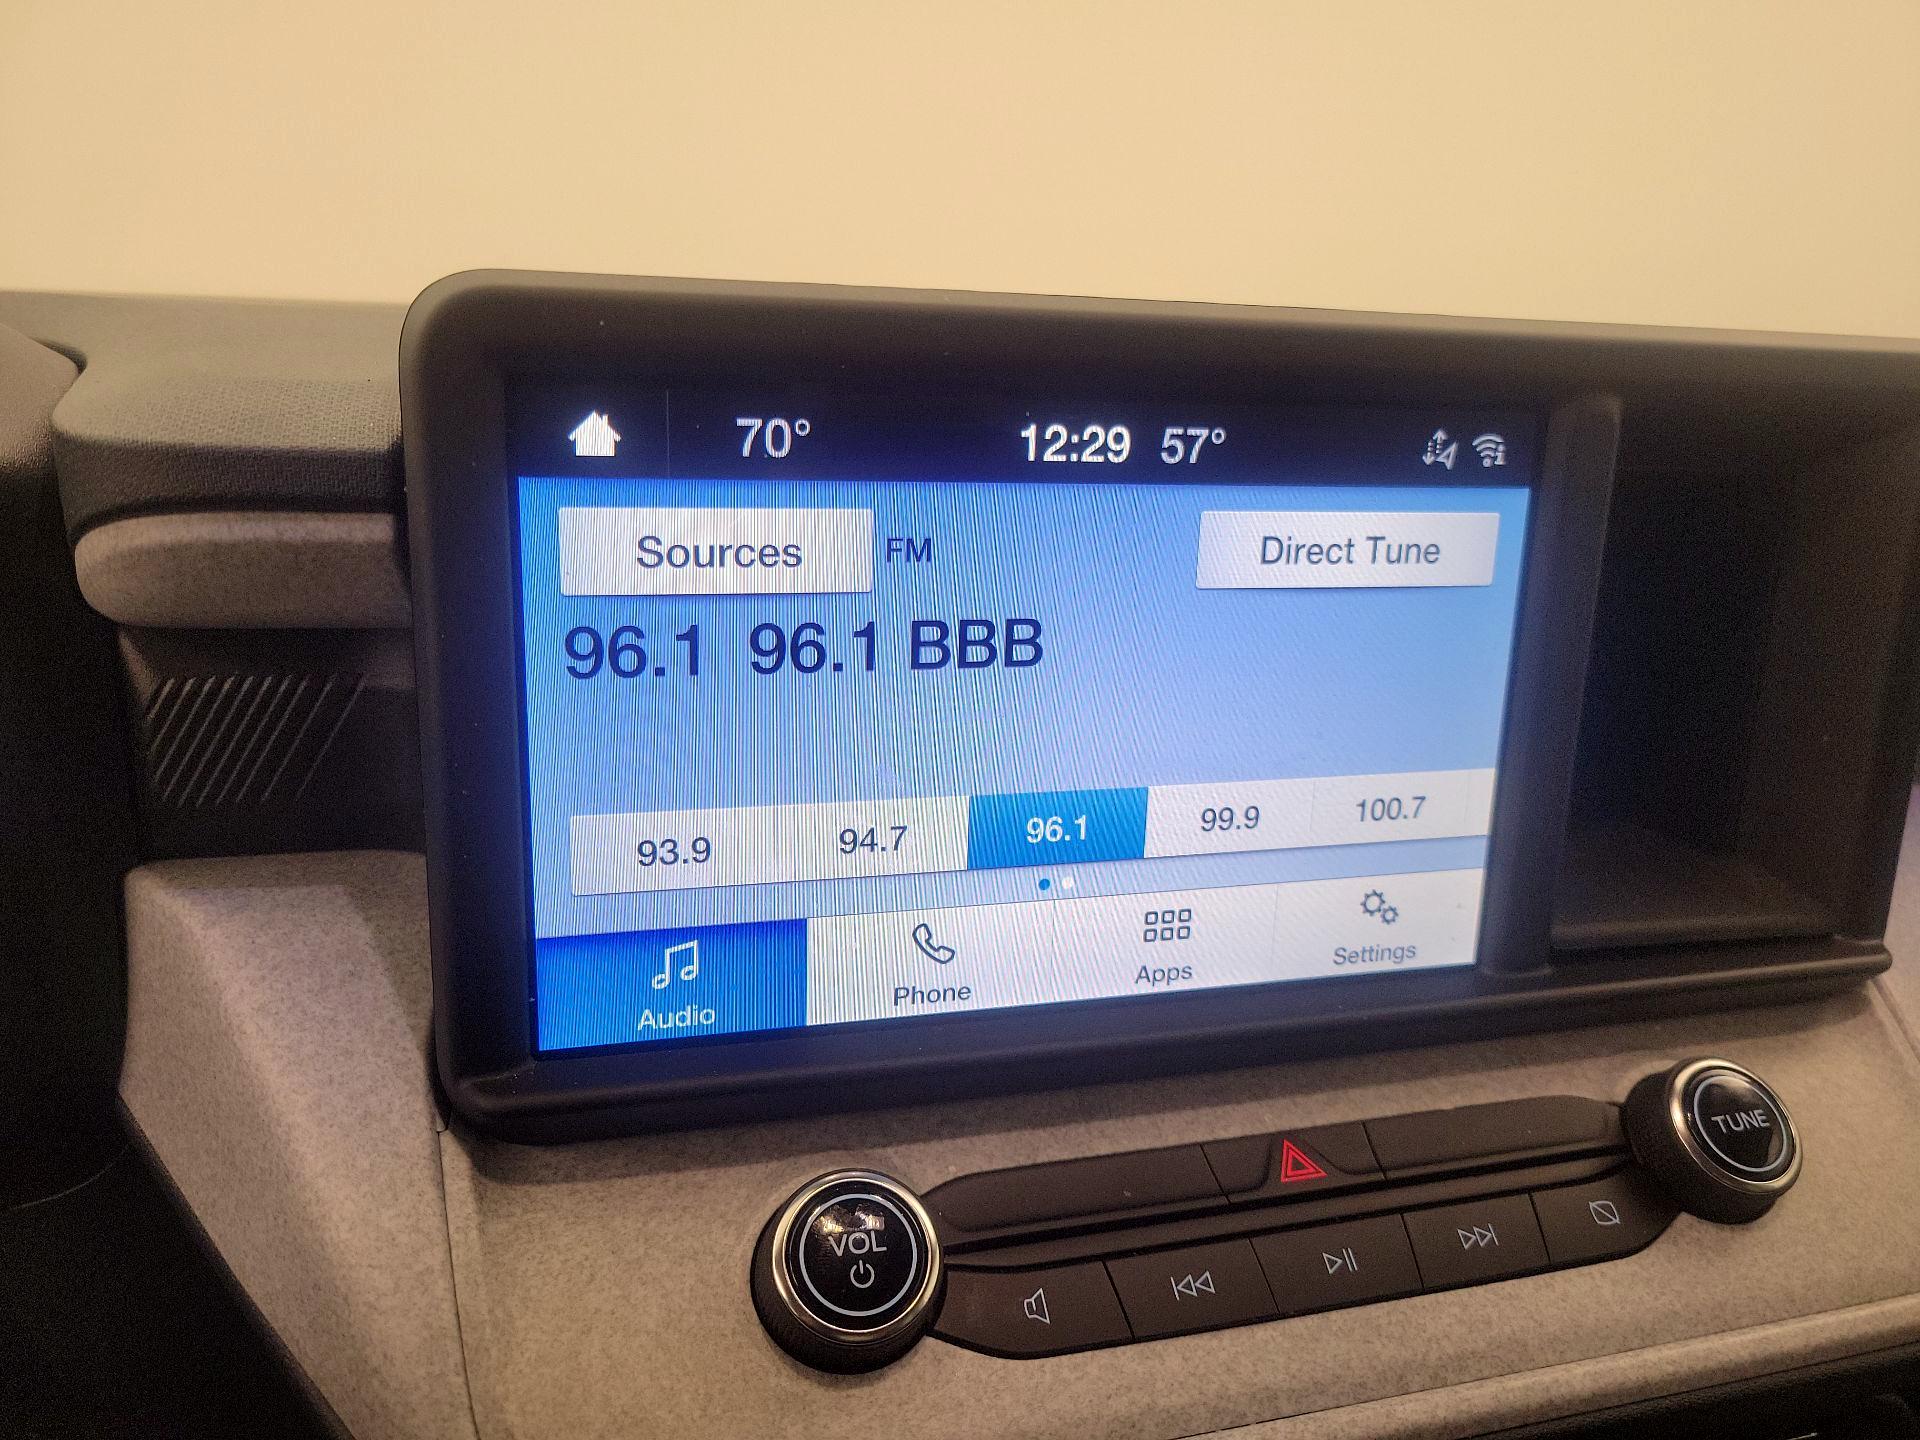 70° 12:29 57°
Sources FM Direct Tune
96.1 96.1 BBB
93.9 94.7 96.1 99.9 100.7
Audio Phone Apps Settings
TUNE
VOL